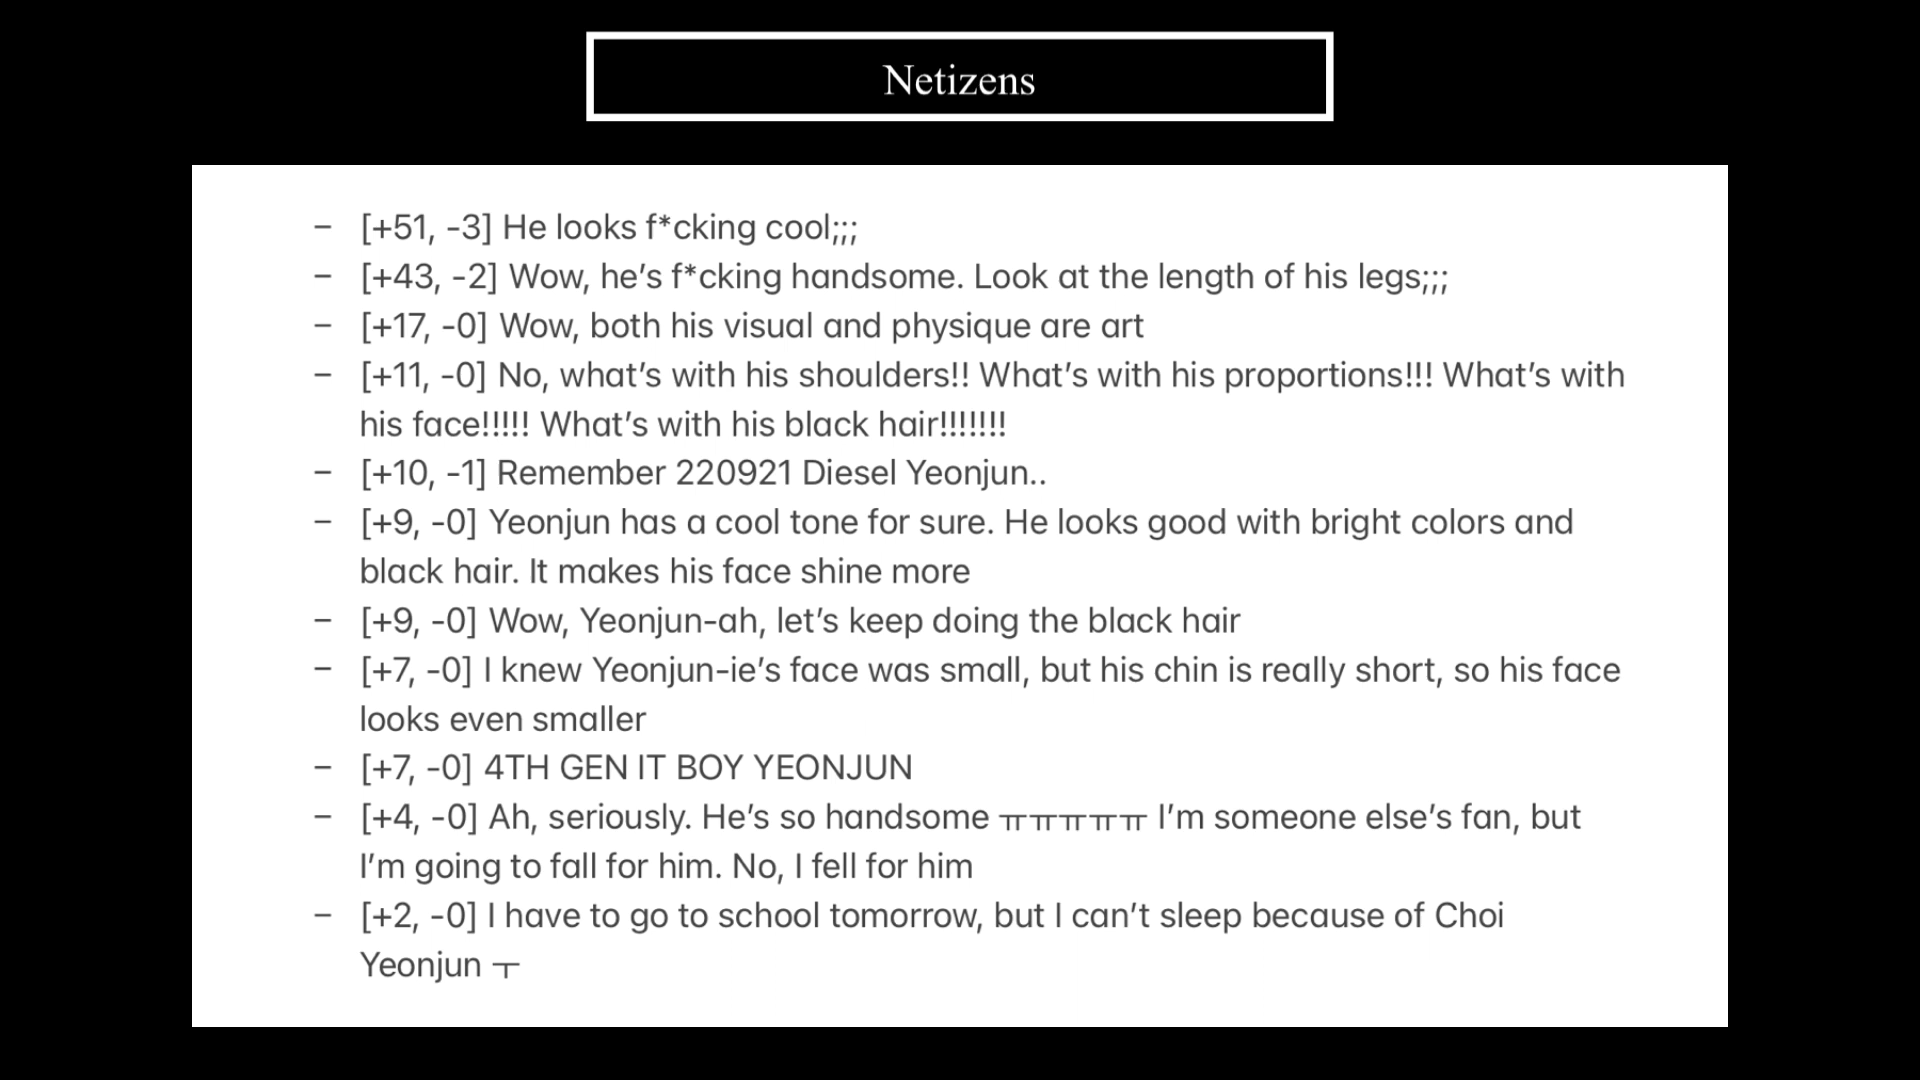 Netizens
– [+51, -3] He looks f*cking cool;;;
– [+43, -2] Wow, he’s f*cking handsome. Look at the length of his legs;;;
– [+17, -0] Wow, both his visual and physique are art
– [+11, -0] No, what’s with his shoulders!! What’s with his proportions!!! What’s with
his face!!!!! What’s with his black hair!!!!!!!
– [+10, -1] Remember 220921 Diesel Yeonjun..
– [+9, -0] Yeonjun has a cool tone for sure. He looks good with bright colors and
black hair. It makes his face shine more
– [+9, -0] Wow, Yeonjun-ah, let’s keep doing the black hair
– [+7, -0] I knew Yeonjun-ie’s face was small, but his chin is really short, so his face
looks even smaller
– [+7, -0] 4TH GEN IT BOY YEONJUN
– [+4, -0] Ah, seriously. He’s so handsome ㅠㅠㅠㅠㅠ I’m someone else’s fan, but
I’m going to fall for him. No, I fell for him
– [+2, -0] I have to go to school tomorrow, but I can’t sleep because of Choi
Yeonjun ㅜ